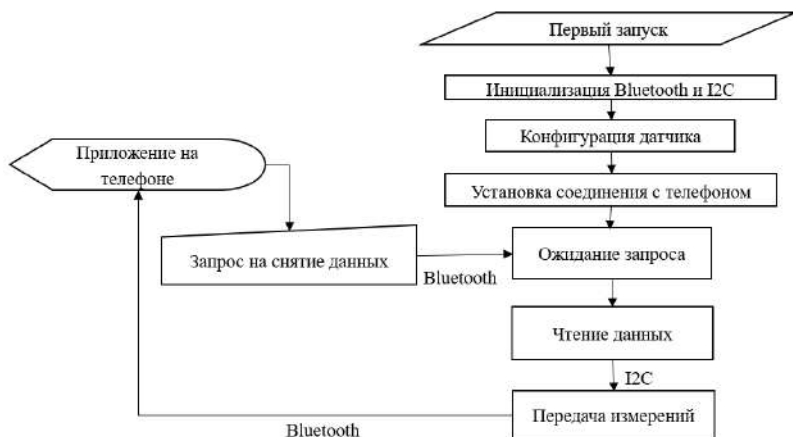 Первый запуск
Инициализация Bluetooth и I2C
Конфигурация датчика
Приложение на
телефоне
Установка соединения с телефоном
Запрос на снятие данных
Bluetooth
Ожидание запроса
Чтение данных
I2C
Передача измерений
Bluetooth